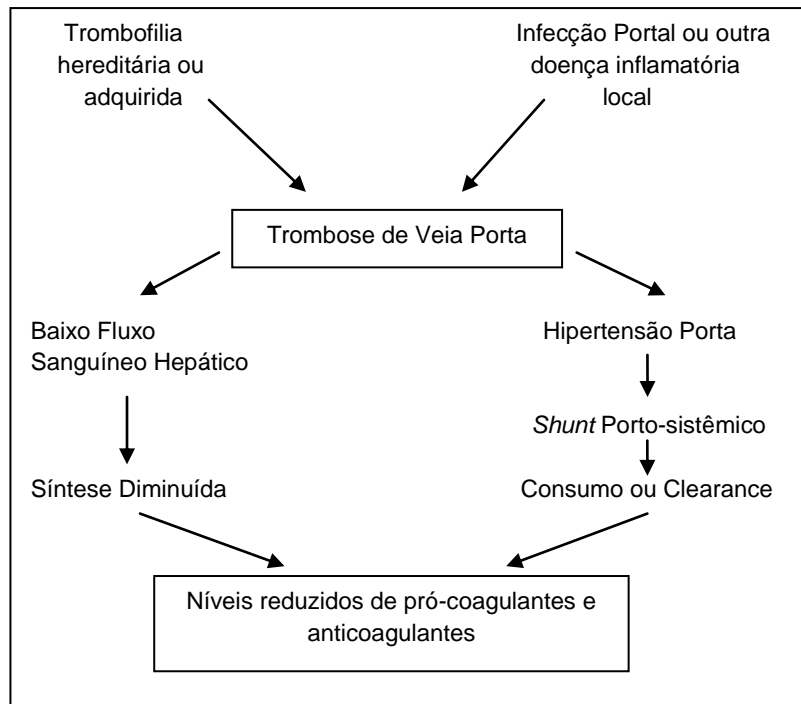 Trombofilia
hereditária ou
adquirida
Infecção Portal ou outra
doença inflamatória
local
Trombose de Veia Porta
Baixo Fluxo
Sanguíneo Hepático
Hipertensão Porta
Shunt Porto-sistêmico
Síntese Diminuída
Consumo ou Clearance
Níveis reduzidos de pró-coagulantes e
anticoagulantes